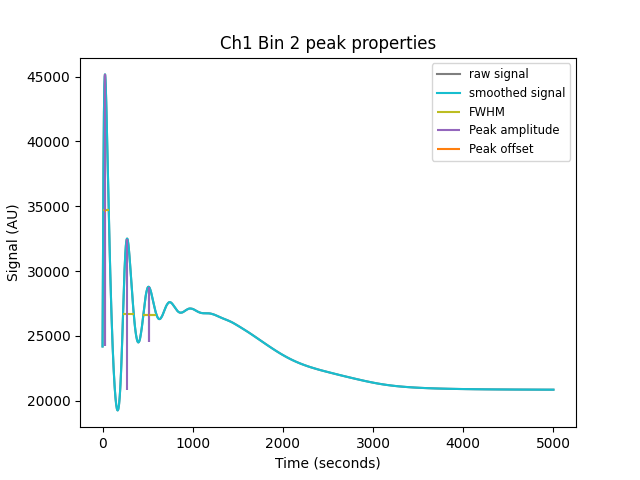 Ch1 Bin 2 peak properties
raw signal
smoothed signal
FWHM
Peak amplitude
Peak offset
45000
40000
35000
30000
25000
20000
Signal (AU)
0 1000 2000 3000 4000 5000
Time (seconds)